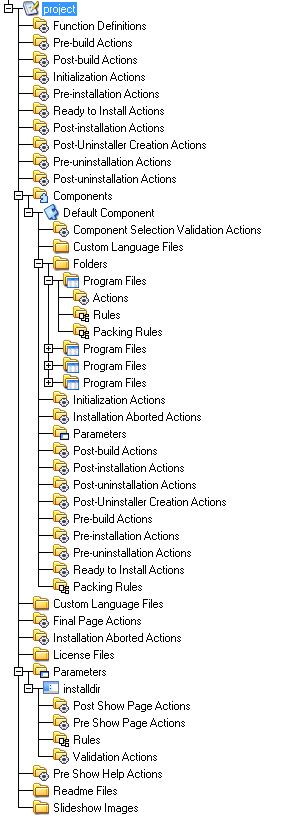 project
Function Definitions
Pre-build Actions
Post-build Actions
Initialization Actions
Pre-installation Actions
Ready to Install Actions
Post-installation Actions
Post-Uninstaller Creation Actions
Pre-uninstallation Actions
Post-uninstallation Actions
Components
Default Component
Component Selection Validation Actions
Custom Language Files
Folders
Program Files
Actions
Rules
Packing Rules
Program Files
Program Files
Program Files
Initialization Actions
Installation Aborted Actions
Parameters
Post-build Actions
Post-installation Actions
Post-uninstallation Actions
Post-Uninstaller Creation Actions
Pre-build Actions
Pre-installation Actions
Pre-uninstallation Actions
Ready to Install Actions
Packing Rules
Custom Language Files
Final Page Actions
Installation Aborted Actions
License Files
Parameters
installdir
Post Show Page Actions
Pre Show Page Actions
Rules
Validation Actions
Pre Show Help Actions
Readme Files
Slideshow Images